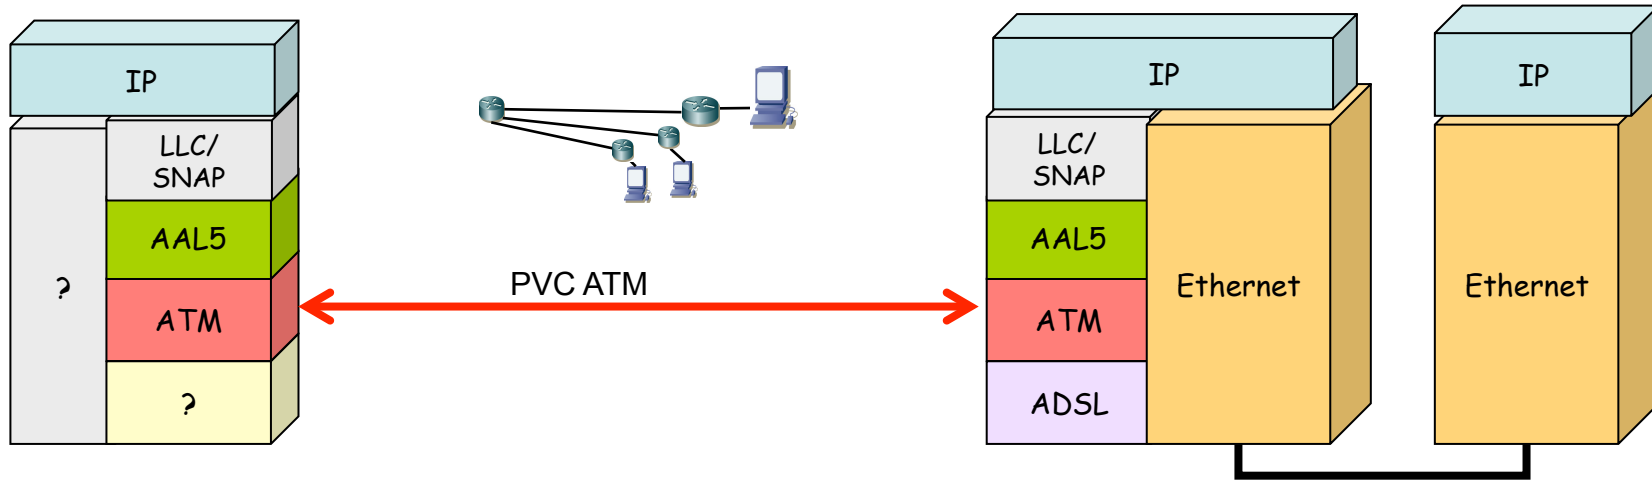 IP
LLC/
SNAP
AAL5
ATM
?
?
PVC ATM
IP
LLC/
SNAP
AAL5
ATM
ADSL
Ethernet
IP
Ethernet